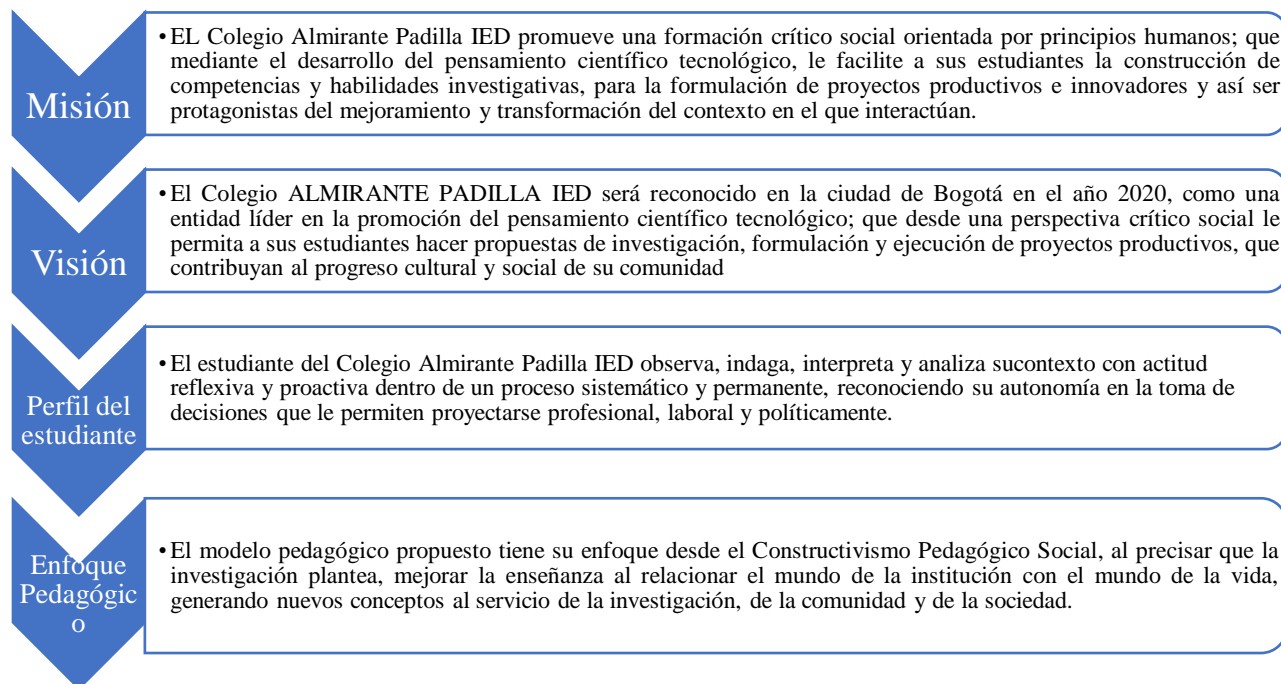 Misión
• EL Colegio Almirante Padilla IED promueve una formación crítico social orientada por principios humanos; que
mediante el desarrollo del pensamiento científico tecnológico, le facilite a sus estudiantes la construcción de
competencias y habilidades investigativas, para la formulación de proyectos productivos e innovadores y así ser
protagonistas del mejoramiento y transformación del contexto en el que interactúan.
Visión
• El Colegio ALMIRANTE PADILLA IED será reconocido en la ciudad de Bogotá en el año 2020, como una
entidad líder en la promoción del pensamiento científico tecnológico; que desde una perspectiva crítico social le
permita a sus estudiantes hacer propuestas de investigación, formulación y ejecución de proyectos productivos, que
contribuyan al progreso cultural y social de su comunidad
Perfil del
estudiante
• El estudiante del Colegio Almirante Padilla IED observa, indaga, interpreta y analiza sucontexto con actitud
reflexiva y proactiva dentro de un proceso sistemático y permanente, reconociendo su autonomía en la toma de
decisiones que le permiten proyectarse profesional, laboral y políticamente.
Enfoque
Pedagógic
o
• El modelo pedagógico propuesto tiene su enfoque desde el Constructivismo Pedagógico Social, al precisar que la
investigación plantea, mejorar la enseñanza al relacionar el mundo de la institución con el mundo de la vida,
generando nuevos conceptos al servicio de la investigación, de la comunidad y de la sociedad.